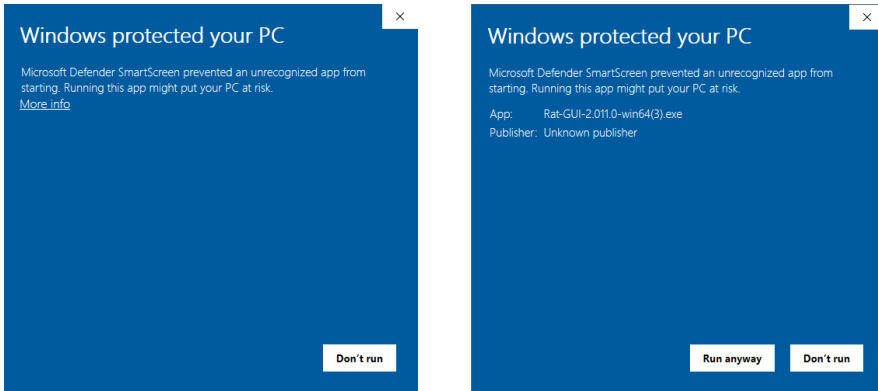 Windows protected your PC
Microsoft Defender SmartScreen prevented an unrecognized app from
starting. Running this app might put your PC at risk.
More info
Don't run
Windows protected your PC
Microsoft Defender SmartScreen prevented an unrecognized app from
starting. Running this app might put your PC at risk.
App: Rat-GUI-2.011.0-win64(3).exe
Publisher: Unknown publisher
Run anyway Don't run